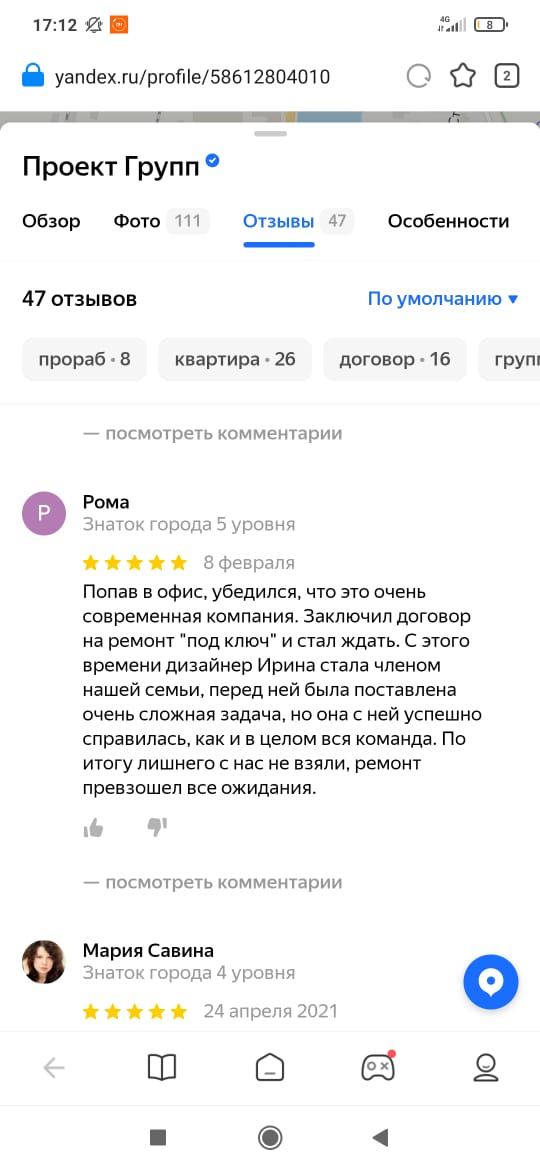 17:12
4G
8
yandex.ru/profile/58612804010
2
Проект Групп
Обзор
Фото 111
Отзывы 47
Особенности
47 отзывов
По умолчанию
прораб • 8
квартира • 26
договор • 16
групп
— посмотреть комментарии
Р
Рома
Знаток города 5 уровня
8 февраля
Попав в офис, убедился, что это очень
современная компания. Заключил договор
на ремонт "под ключ" и стал ждать. С этого
времени дизайнер Ирина стала членом
нашей семьи, перед ней была поставлена
очень сложная задача, но она с ней успешно
справилась, как и в целом вся команда. По
итогу лишнего с нас не взяли, ремонт
превзошел все ожидания.
— посмотреть комментарии
Мария Савина
Знаток города 4 уровня
24 апреля 2021